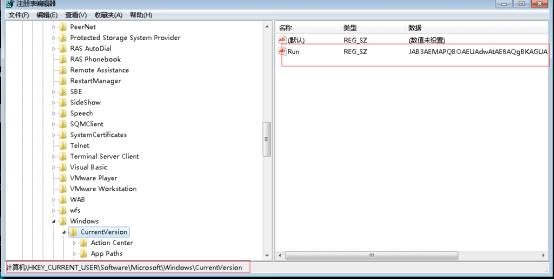 注册表编辑器
文件(F) 编辑(E) 查看(V) 收藏夹(A) 帮助(H)
PeerNet
Protected Storage System Provider
RAS AutoDial
RAS Phonebook
Remote Assistance
RestartManager
SBE
SideShow
Speech
SQMClient
SystemCertificates
Telnet
Terminal Server Client
Visual Basic
VMware Player
VMware Workstation
WAB
wfs
Windows
CurrentVersion
Action Center
App Paths
名称 类型 数据
(默认) REG_SZ (数值未设置)
Run REG_SZ
计算机\HKEY_CURRENT_USER\Software\Microsoft\Windows\CurrentVersion